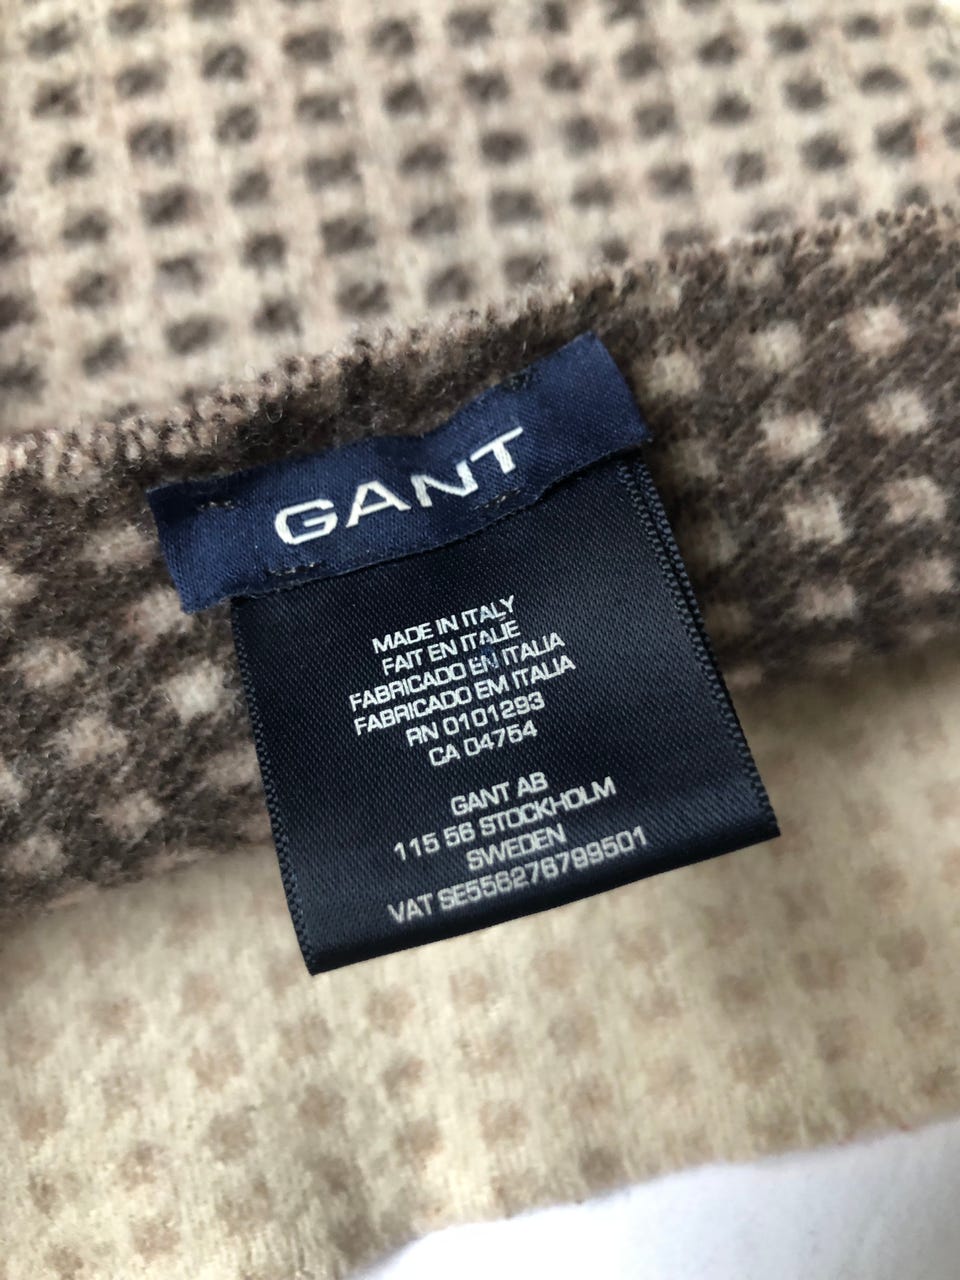 GANT
MADE IN ITALY
FAIT EN ITALIE
FABRICADO EN ITALIA
FABRICADO EM ITALIA
RN 0101293
CA 04754
GANT AB
115 56 STOCKHOLM
SWEDEN
VAT SE556276799501